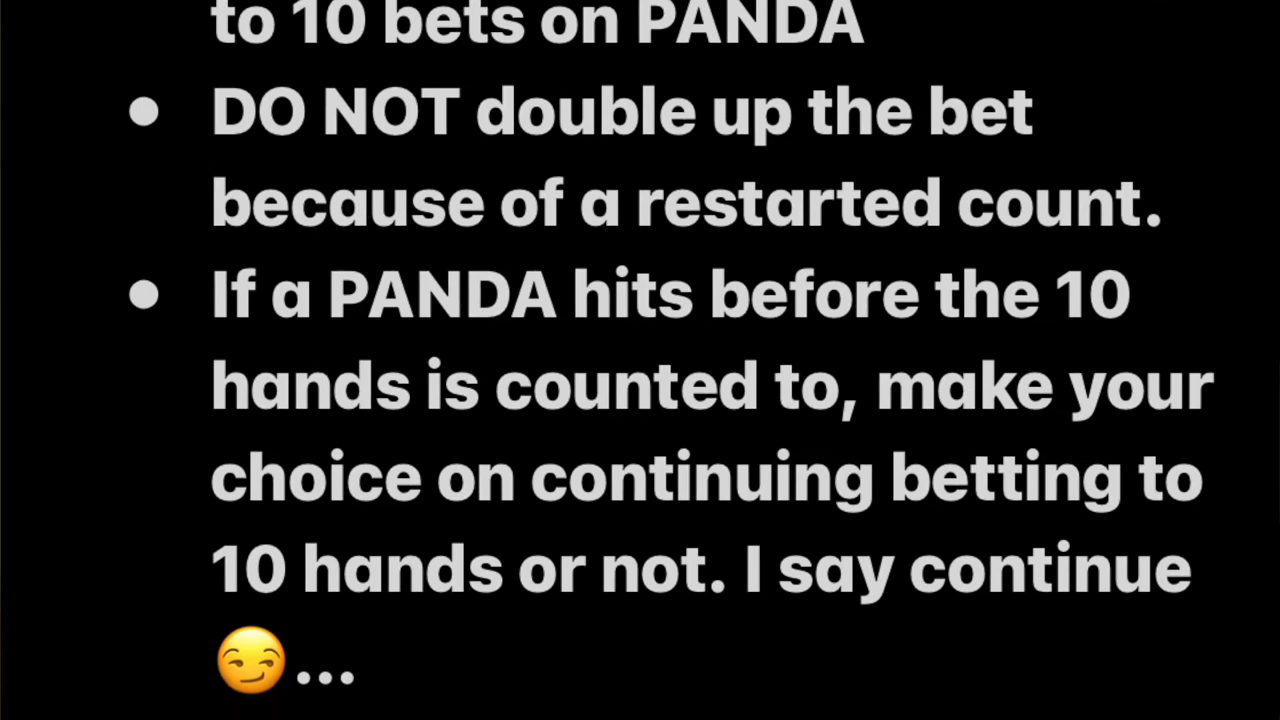 to 10 bets on PANDA
• DO NOT double up the bet
because of a restarted count.
• If a PANDA hits before the 10
hands is counted to, make your
choice on continuing betting to
10 hands or not. I say continue
😏...